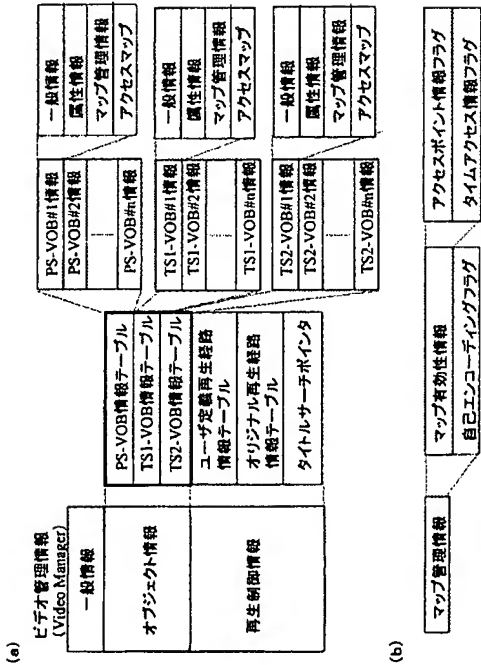 (a)
ビデオ管理情報
(Video Manager)
一般情報
オブジェクト情報
再生制御情報
PS-VOB情報テーブル
TS1-VOB情報テーブル
TS2-VOB情報テーブル
ユーザ定義再生経路
情報テーブル
オリジナル再生経路
情報テーブル
タイトルサーチポインタ
PS-VOB#1情報
PS-VOB#2情報
PS-VOB#n情報
TS1-VOB#1情報
TS1-VOB#2情報
TS1-VOB#n情報
TS2-VOB#1情報
TS2-VOB#2情報
TS2-VOB#n情報
一般情報
属性情報
マップ管理情報
アクセスマップ
一般情報
属性情報
マップ管理情報
アクセスマップ
一般情報
属性情報
マップ管理情報
アクセスマップ
(b)
マップ管理情報
マップ有効性情報
自己エンコーディングフラグ
アクセスポイント情報フラグ
タイムアクセス情報フラグ